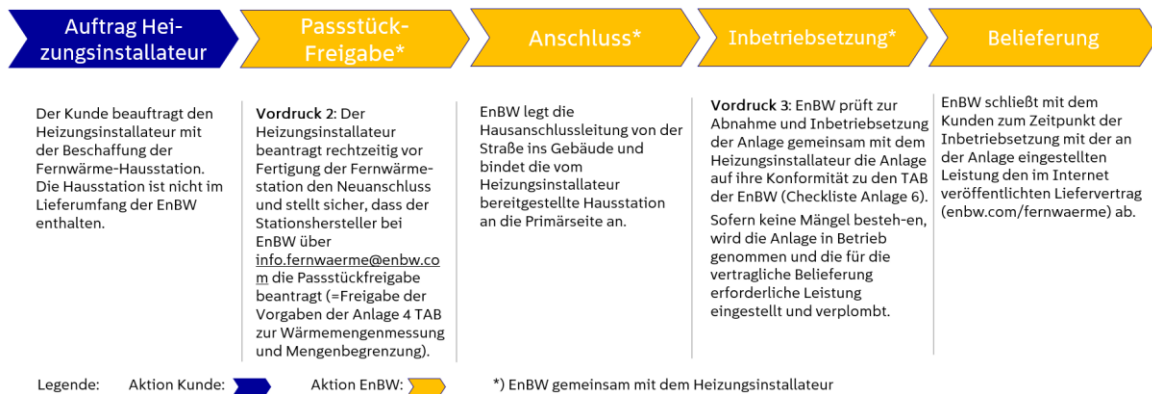 Auftrag Hei-
zungsinstallateur
Passstück-
Freigabe*
Anschluss*
Inbetriebsetzung*
Belieferung
Der Kunde beauftragt den
Heizungsinstallateur mit
der Beschaffung der
Fernwärme-Hausstation.
Die Hausstation ist nicht im
Lieferumfang der EnBW
enthalten.
Vordruck 2: Der
Heizungsinstallateur
beantragt rechtzeitig vor
Fertigung der Fernwärme-
station den Neuanschluss
und stellt sicher, dass der
Stationshersteller bei
EnBW über
info.fernwaerme@enbw.co
m die Passstückfreigabe
beantragt (=Freigabe der
Vorgaben der Anlage 4 TAB
zur Wärmemengenmessung
und Mengenbegrenzung).
EnBW legt die
Hausanschlussleitung von der
Straße ins Gebäude und
bindet die vom
Heizungsinstallateur
bereitgestellte Hausstation
an die Primärseite an.
Vordruck 3: EnBW prüft zur
Abnahme und Inbetriebsetzung
der Anlage gemeinsam mit dem
Heizungsinstallateur die Anlage
auf ihre Konformität zu den TAB
der EnBW (Checkliste Anlage 6).
Sofern keine Mängel besteh-en,
wird die Anlage in Betrieb
genommen und die für die
vertragliche Belieferung
erforderliche Leistung
eingestellt und verplombt.
EnBW schließt mit dem
Kunden zum Zeitpunkt der
Inbetriebsetzung mit der an
der Anlage eingestellten
Leistung den im Internet
veröffentlichten Liefervertrag
(enbw.com/fernwaerme) ab.
Legende: Aktion Kunde: Aktion EnBW: *) EnBW gemeinsam mit dem Heizungsinstallateur